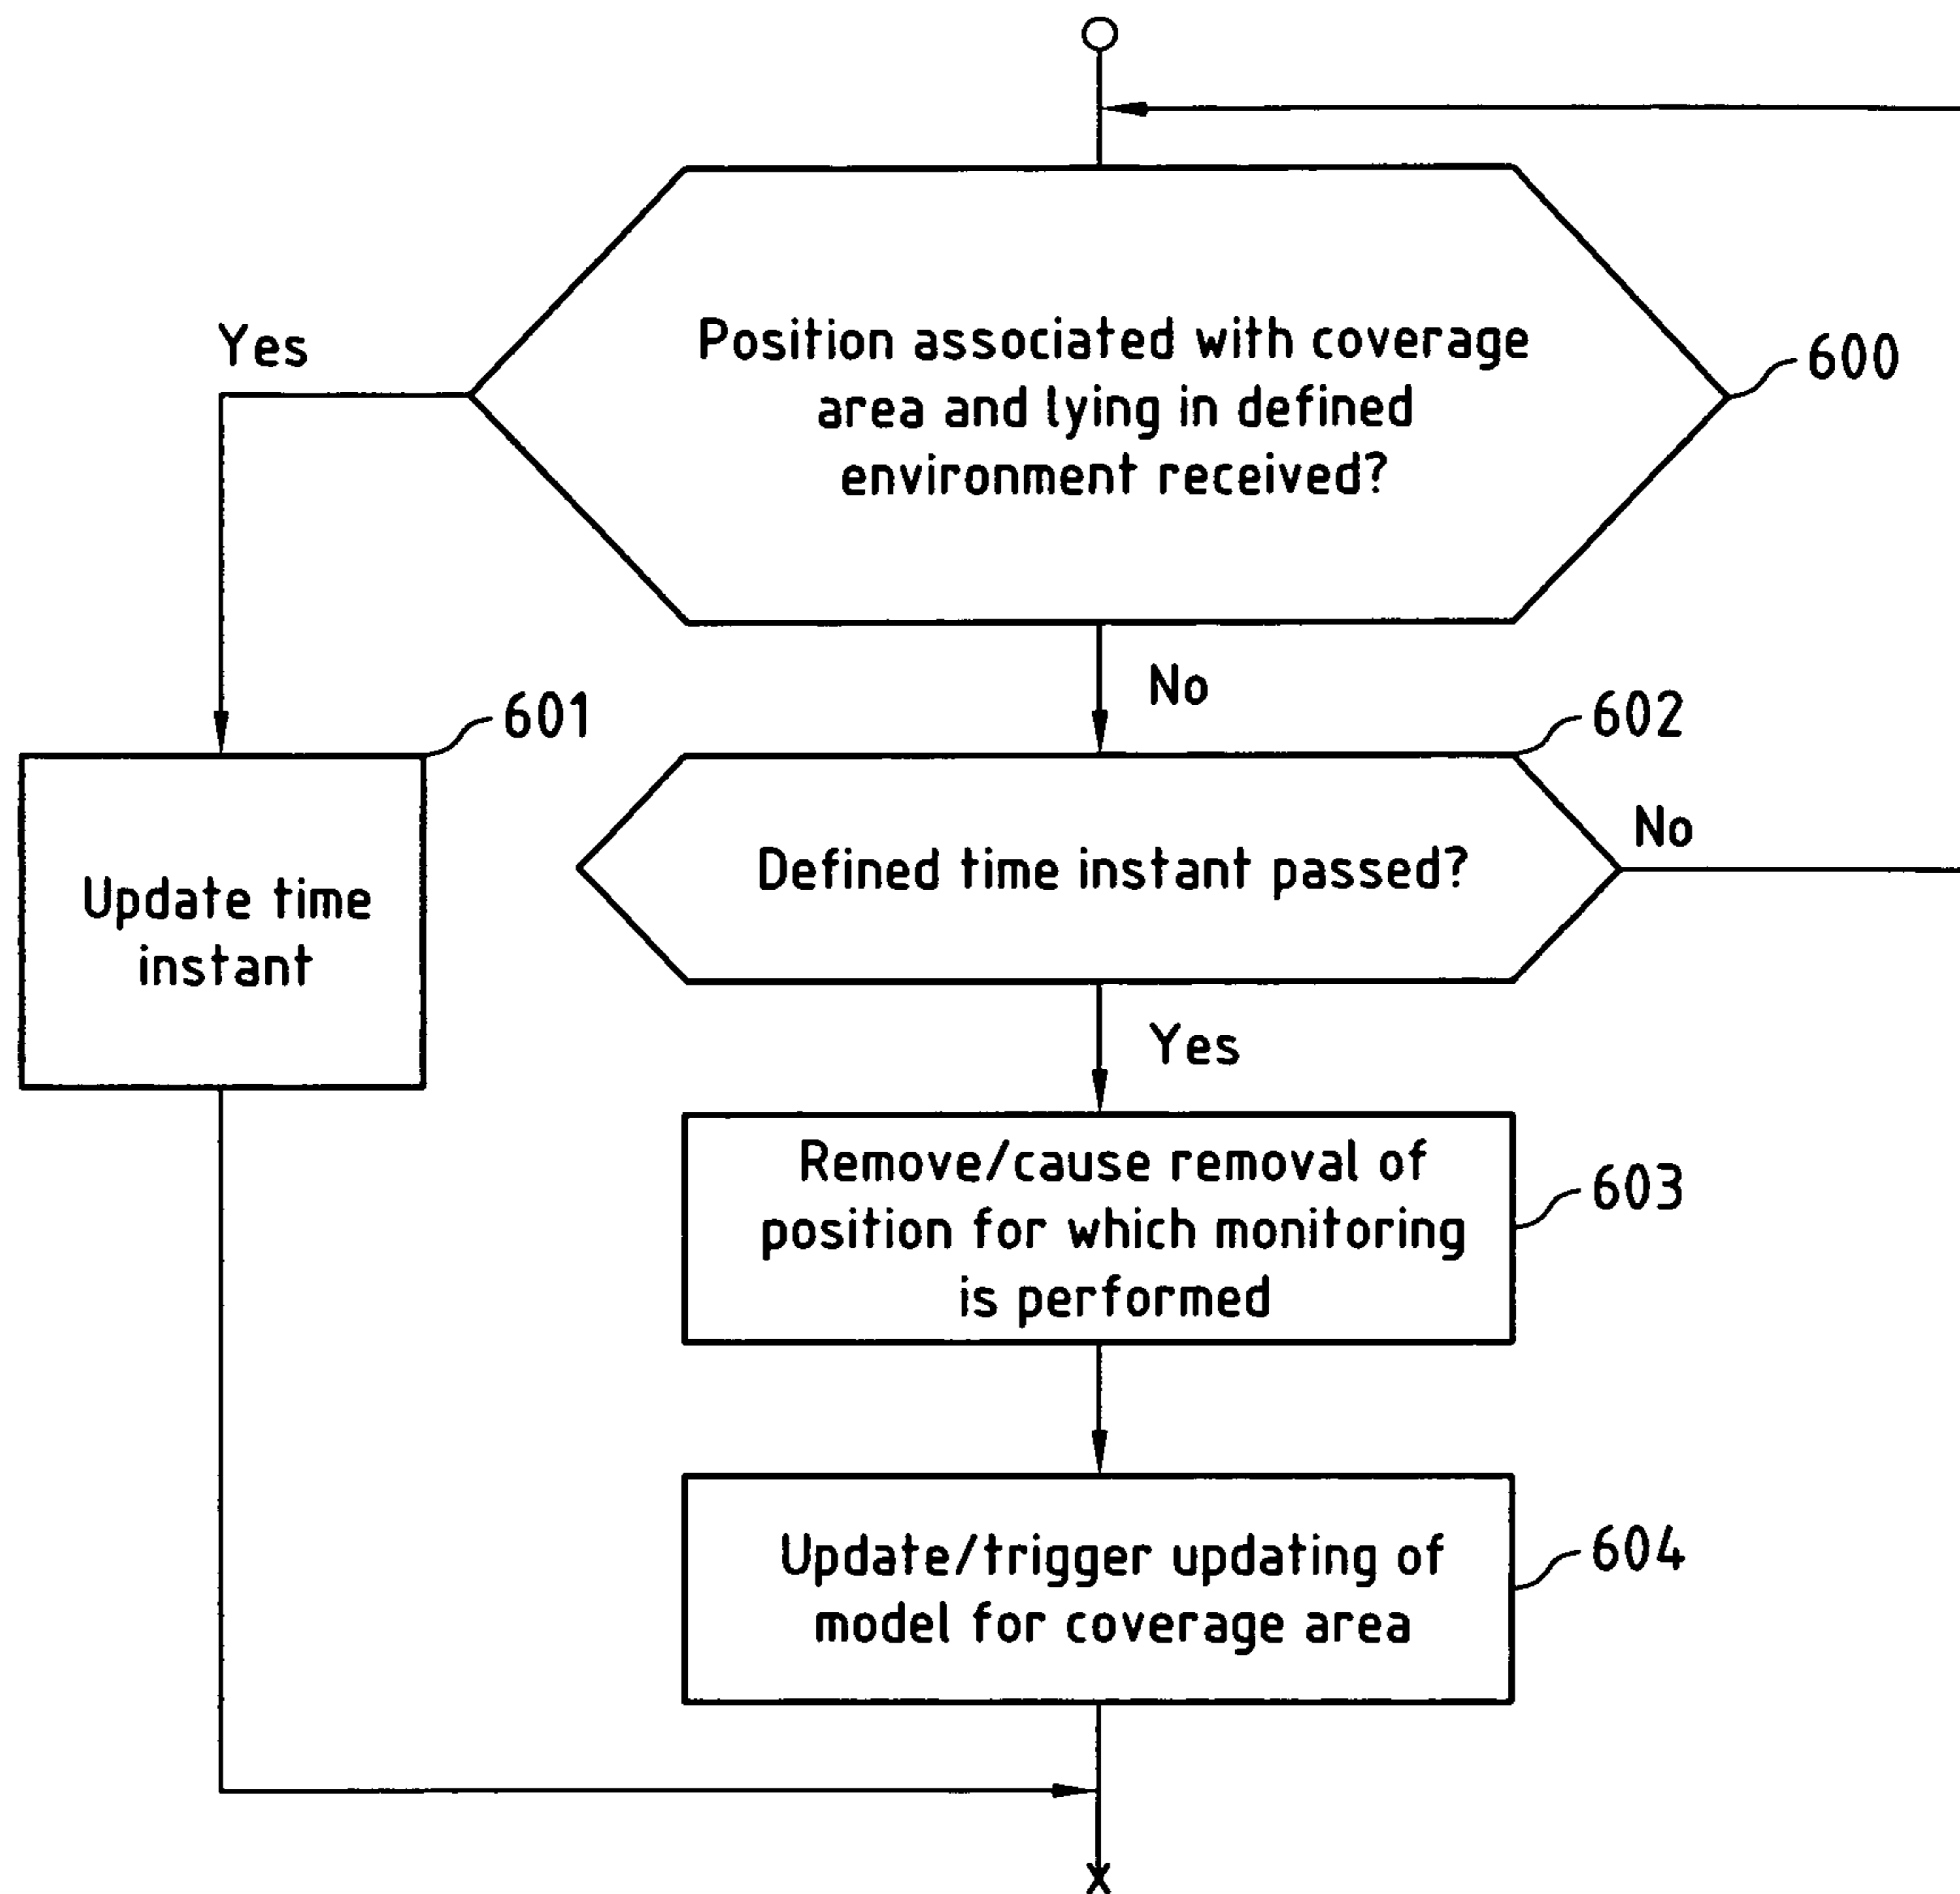 Position associated with coverage
area and lying in defined
environment received?
600
Yes
No
601
602
Update time
instant
Defined time instant passed?
No
Yes
Remove/cause removal of
position for which monitoring
is performed
603
Update/trigger updating of
model for coverage area
604
x